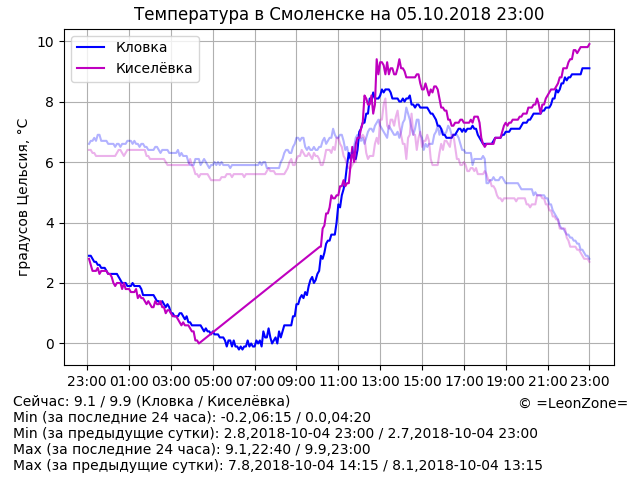 Температура в Смоленске на 05.10.2018 23:00
Кловка
Киселёвка
градусов Цельсия, °C
10
8
6
4
2
0
23:00 01:00 03:00 05:00 07:00 09:00 11:00 13:00 15:00 17:00 19:00 21:00 23:00
Сейчас: 9.1 / 9.9 (Кловка / Киселёвка)
© =LeonZone=
Min (за последние 24 часа): -0.2,06:15 / 0.0,04:20
Min (за предыдущие сутки): 2.8,2018-10-04 23:00 / 2.7,2018-10-04 23:00
Max (за последние 24 часа): 9.1,22:40 / 9.9,23:00
Max (за предыдущие сутки): 7.8,2018-10-04 14:15 / 8.1,2018-10-04 13:15